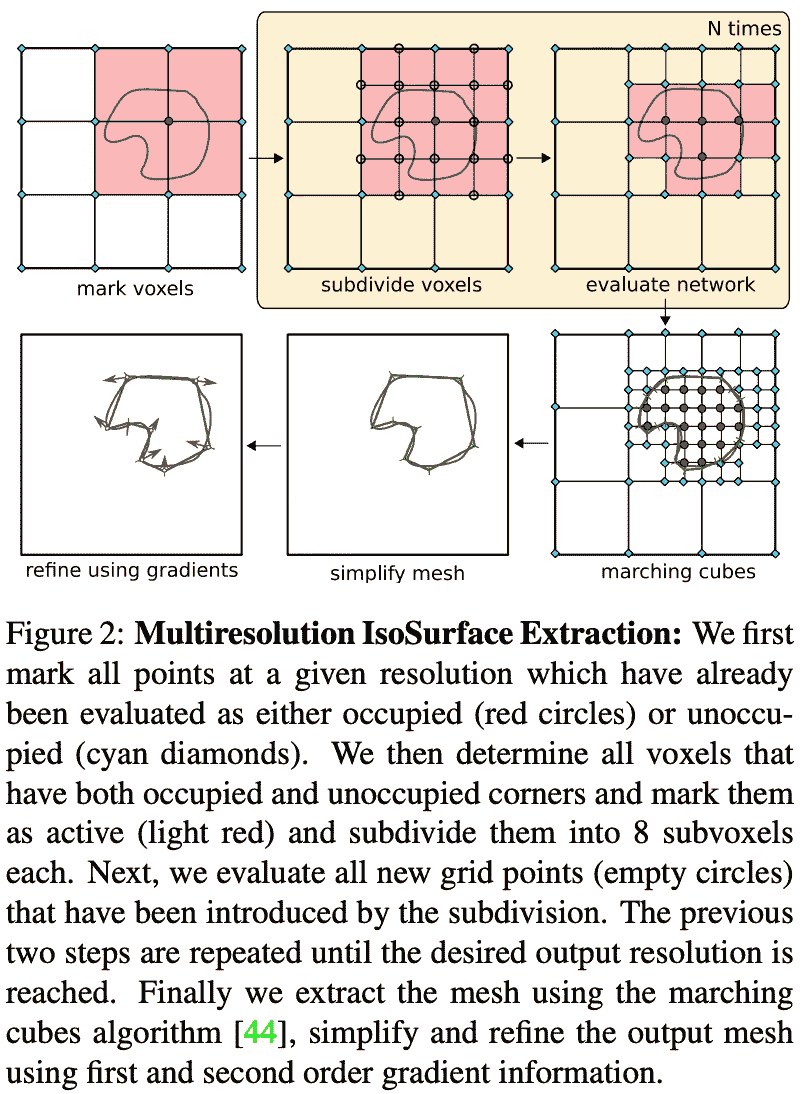 N times
mark voxels
subdivide voxels
evaluate network
refine using gradients
simplify mesh
marching cubes
Figure 2: Multiresolution IsoSurface Extraction: We first
mark all points at a given resolution which have already
been evaluated as either occupied (red circles) or unoccu-
pied (cyan diamonds). We then determine all voxels that
have both occupied and unoccupied corners and mark them
as active (light red) and subdivide them into 8 subvoxels
each. Next, we evaluate all new grid points (empty circles)
that have been introduced by the subdivision. The previous
two steps are repeated until the desired output resolution is
reached. Finally we extract the mesh using the marching
cubes algorithm [44], simplify and refine the output mesh
using first and second order gradient information.